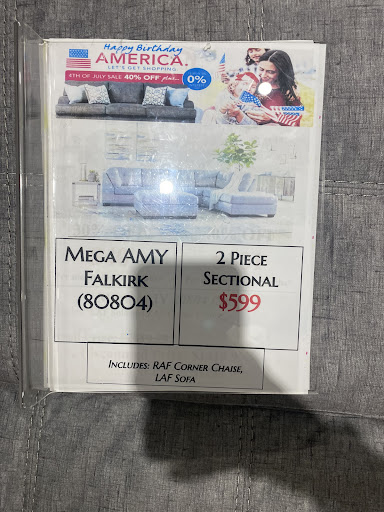 Happy Birthday
AMERICA.
LET'S GET SHOPPING
4TH OF JULY SALE 40% OFF plus...
0%
MEGA AMY
FALKIRK
(80804)
2 PIECE
SECTIONAL
$599
INCLUDES: RAF CORNER CHAISE,
LAF SOFA